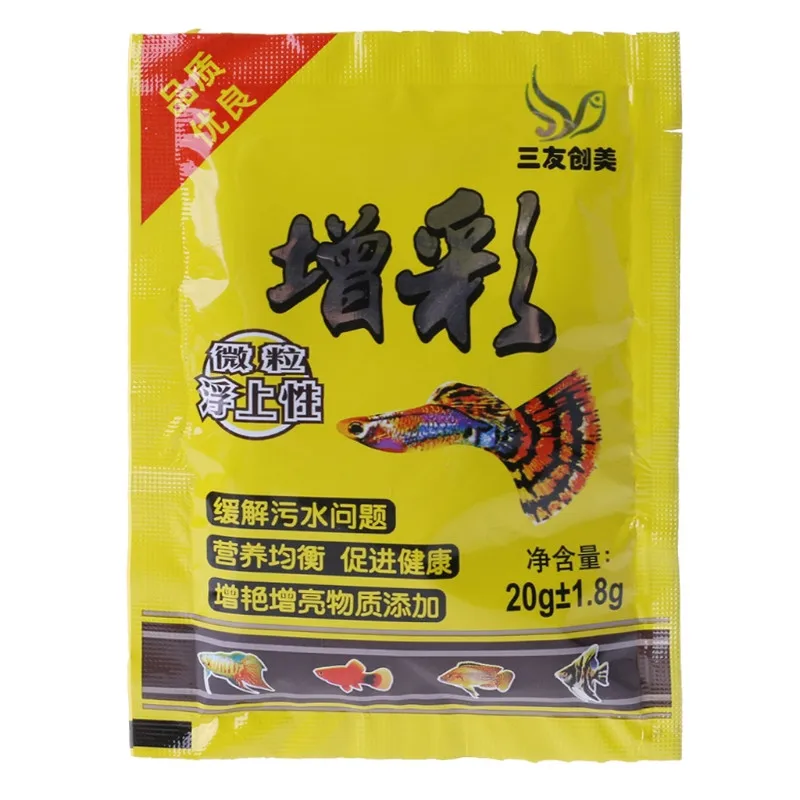 品质
优良
三友创美
增彩
微粒
浮上性
缓解污水问题
营养均衡 促进健康
增艳增亮物质添加
净含量:
20g±1.8g